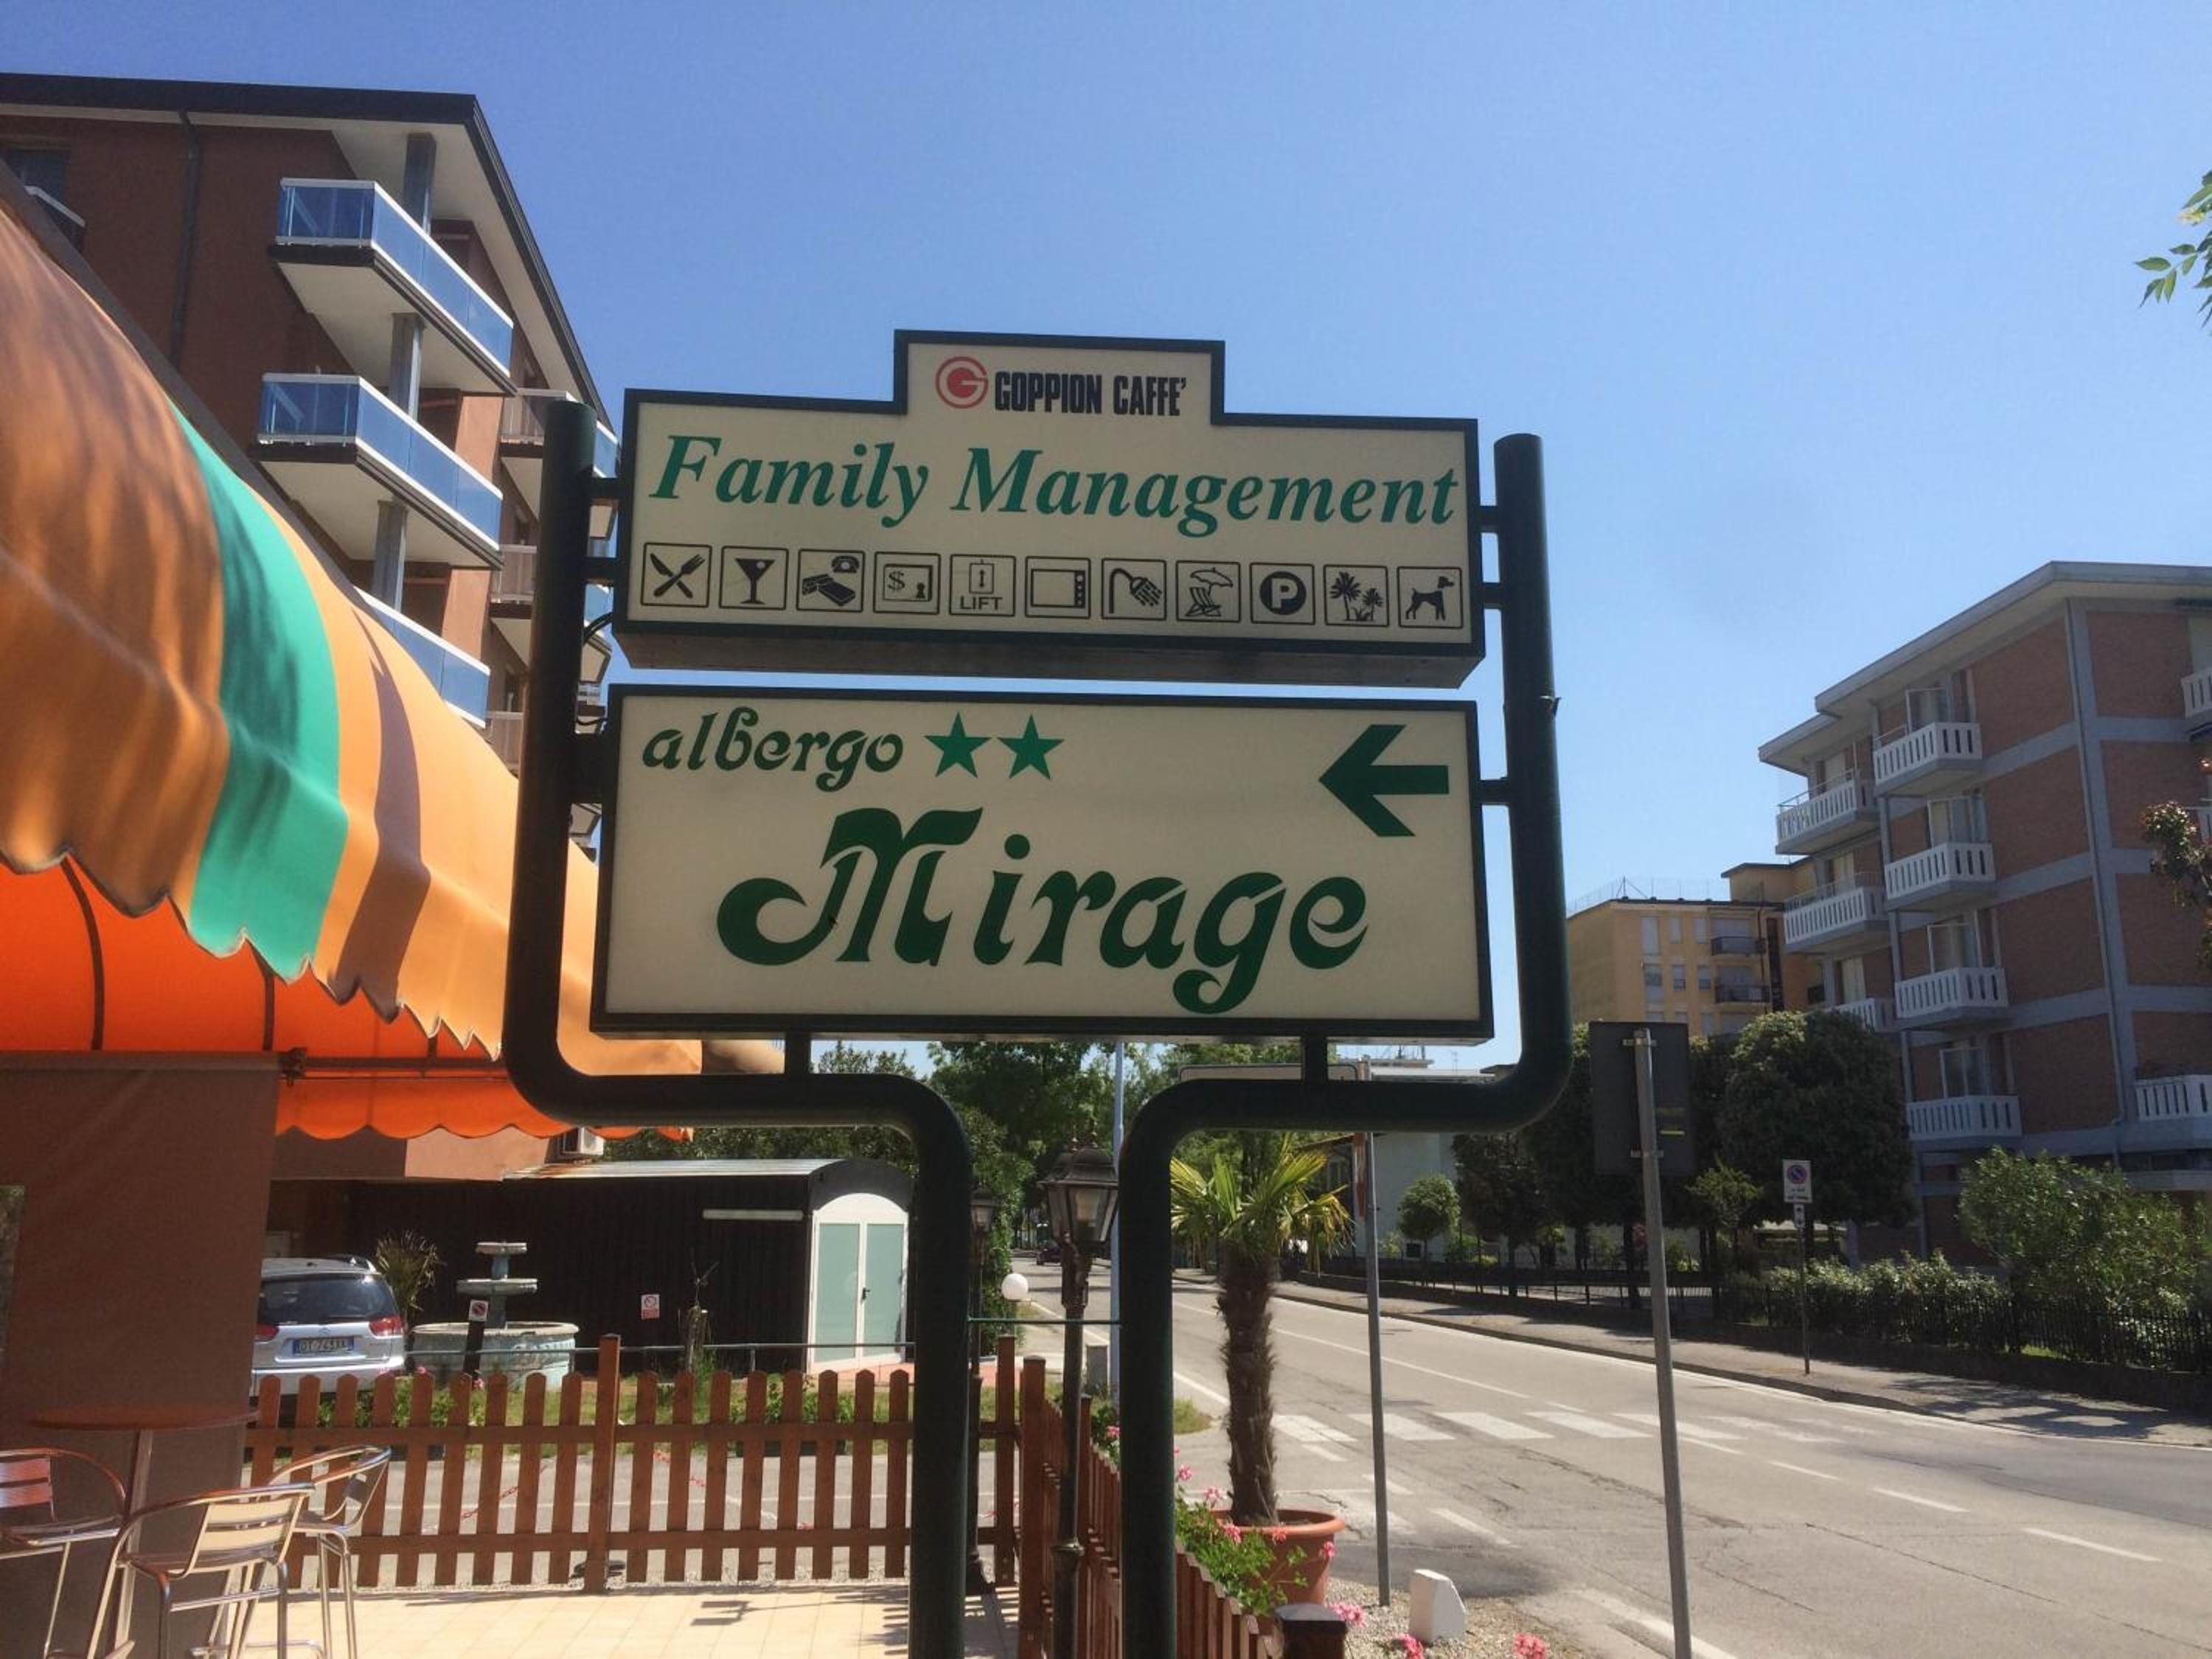 GOPPION CAFFE'
Family Management
$
LIFT
P
albergo
Mirage